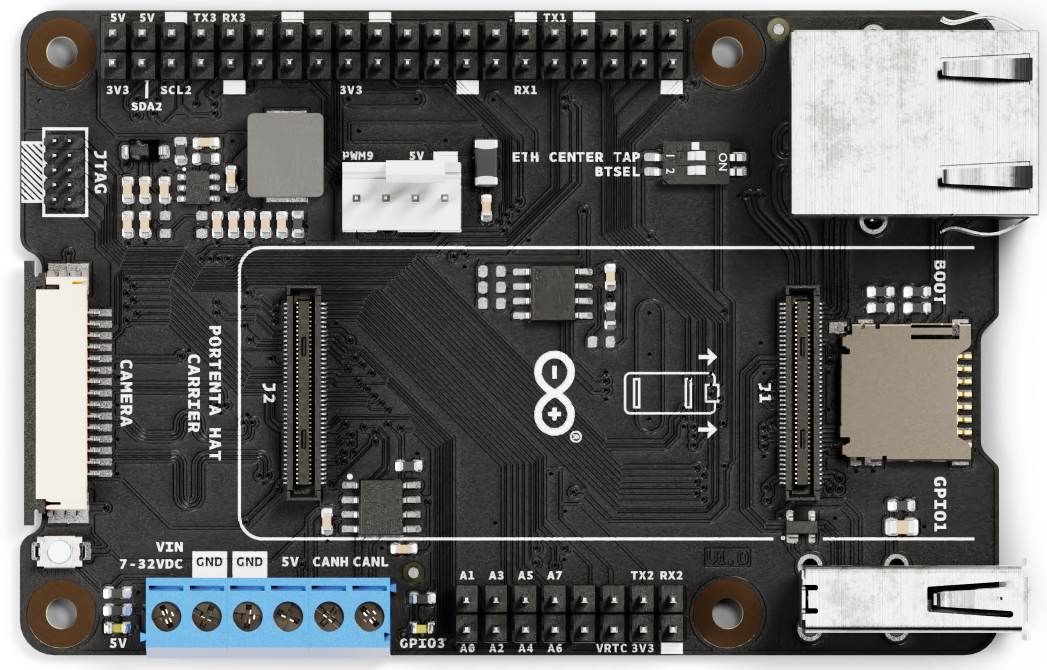 5V 5V TX3 RX3 TX1
3V3 SCL2 3V3 RX1
SDA2
JTAG
PWM9 5V
ETH CENTER TAP
BTSEL
1 2
ON
BOOT
PORTENTA HAT
CARRIER
CAMERA
J2
J1
®
GPIO1
VIN
7-32VDC GND GND 5V CANH CANL
V1.0
A1 A3 A5 A7 TX2 RX2
5V
GPIO3
A0 A2 A4 A6 VRTC 3V3